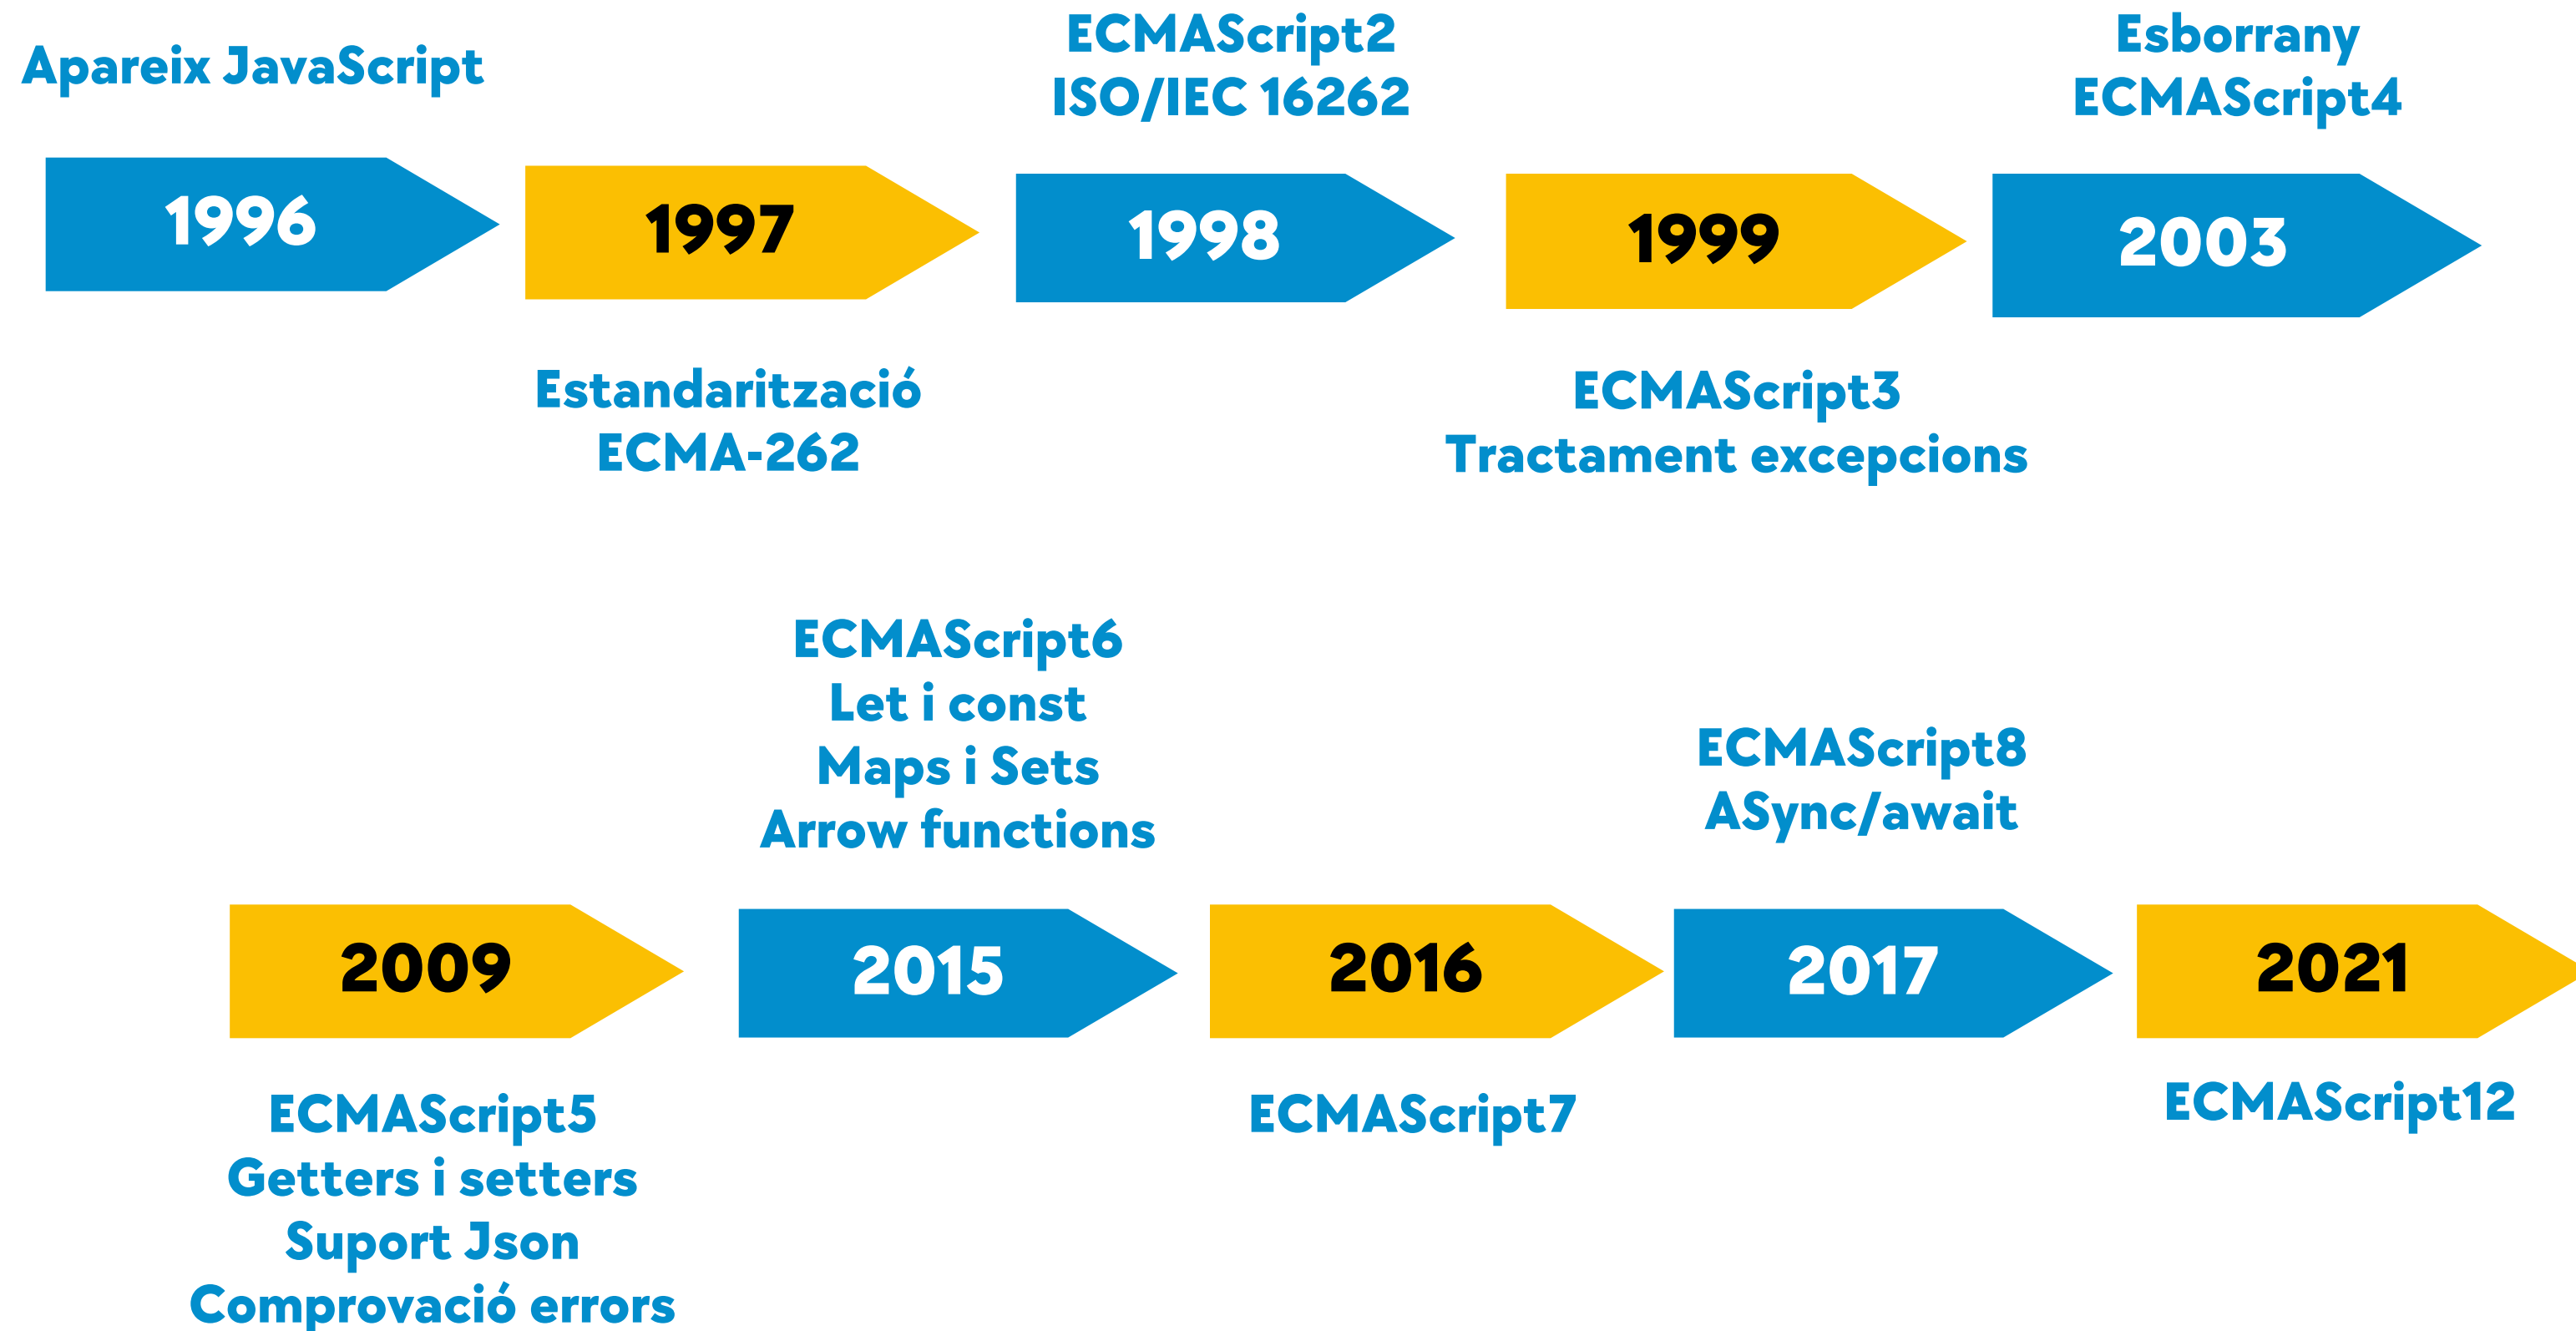 Apareix JavaScript
1996
1997
Estandarització
ECMA-262
ECMAScript2
ISO/IEC 16262
1998
1999
ECMAScript3
Tractament excepcions
Esborrany
ECMAScript4
2003
2009
ECMAScript5
Getters i setters
Suport Json
Comprovació errors
ECMAScript6
Let i const
Maps i Sets
Arrow functions
2015
2016
ECMAScript7
ECMAScript8
ASync/await
2017
2021
ECMAScript12